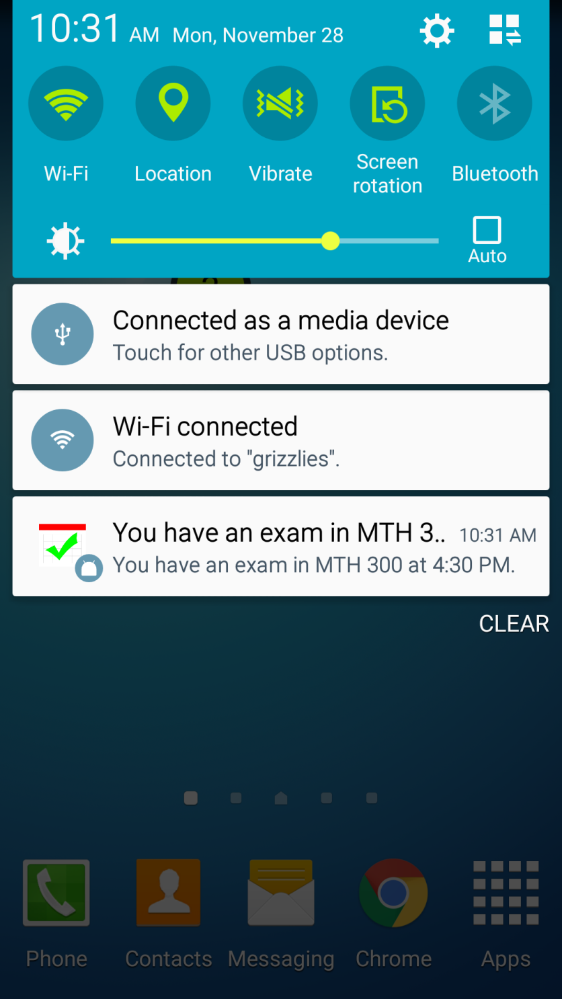 10:31 AM Mon, November 28
Wi-Fi
Location
Vibrate
Screen
rotation
Bluetooth
Auto
Connected as a media device
Touch for other USB options.
Wi-Fi connected
Connected to "grizzlies".
You have an exam in MTH 3.. 10:31 AM
You have an exam in MTH 300 at 4:30 PM.
CLEAR
Phone Contacts Messaging Chrome Apps